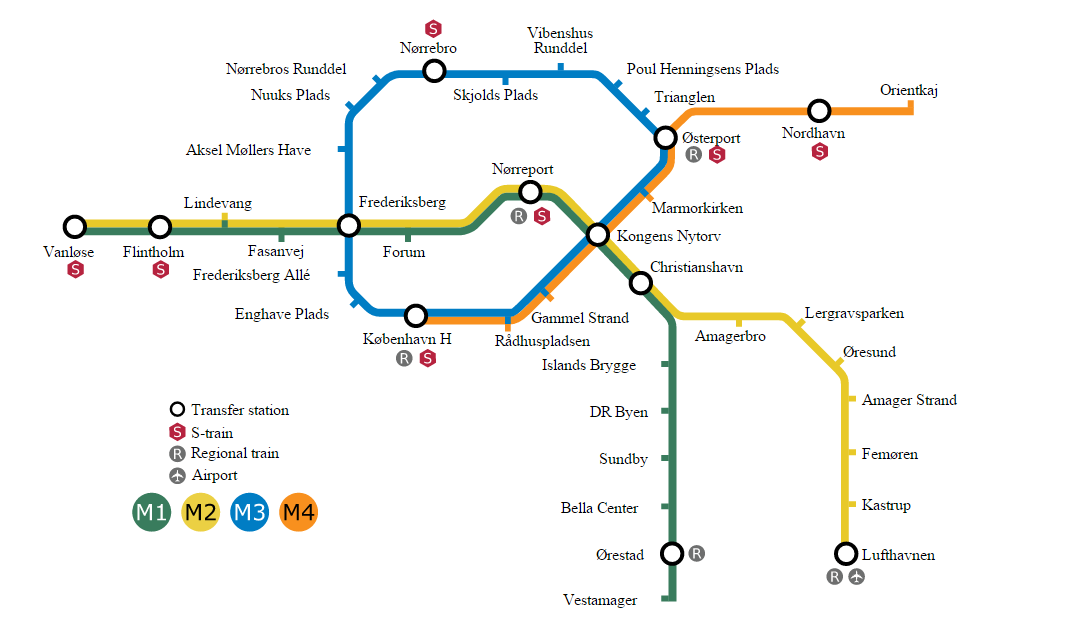 S
Nørrebro
Vibenshus
Runddel
Nørrebros Runddel
Poul Henningsens Plads
Nuuks Plads
Skjolds Plads
Trianglen
Orientkaj
Aksel Møllers Have
Østerport
R S
Nordhavn
S
Nørreport
R S
Lindevang
Frederiksberg
Marmorkirken
Kongens Nytorv
Vanløse
S
Flintholm
S
Fasanvej
Forum
Christianshavn
Frederiksberg Allé
Enghave Plads
Gammel Strand
Lergravsparken
København H
R S
Rådhuspladsen
Amagerbro
Øresund
Islands Brygge
Amager Strand
DR Byen
Transfer station
S S-train
R Regional train
Airport
Sundby
Femøren
M1 M2 M3 M4
Bella Center
Kastrup
Ørestad R
Lufthavnen
R
Vestamager